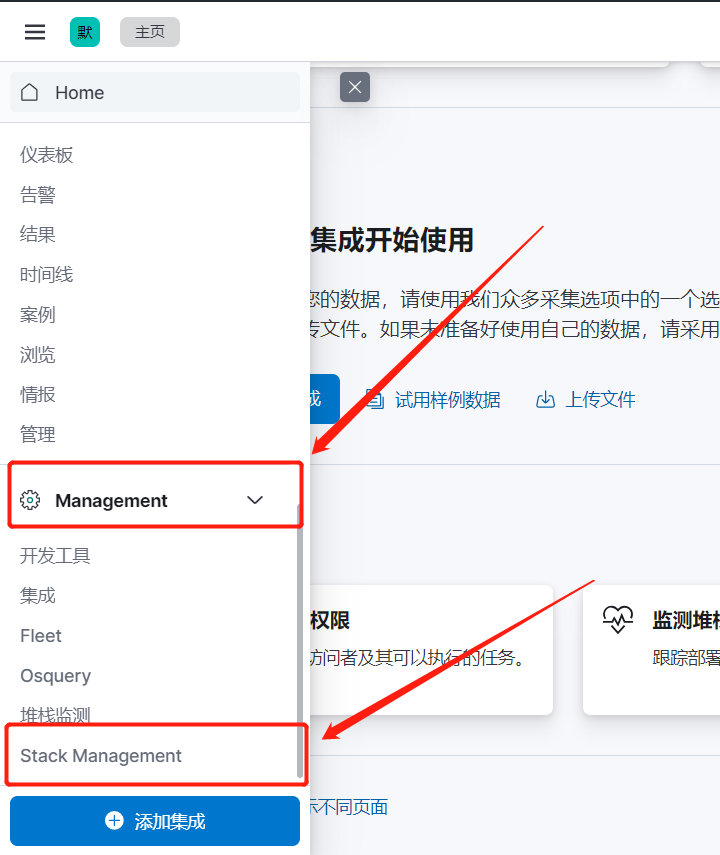 默 主页
Home
仪表板
告警
结果
时间线
案例
浏览
情报
管理
Management
开发工具
集成
Fleet
Osquery
堆栈监测
Stack Management
添加集成
集成开始使用
您的数据，请使用我们众多采集选项中的一个选
传文件。如果未准备好使用自己的数据，请采用
成 试用样例数据 上传文件
权限
访问者及其可以执行的任务。
监测堆栈
跟踪部署
示不同页面